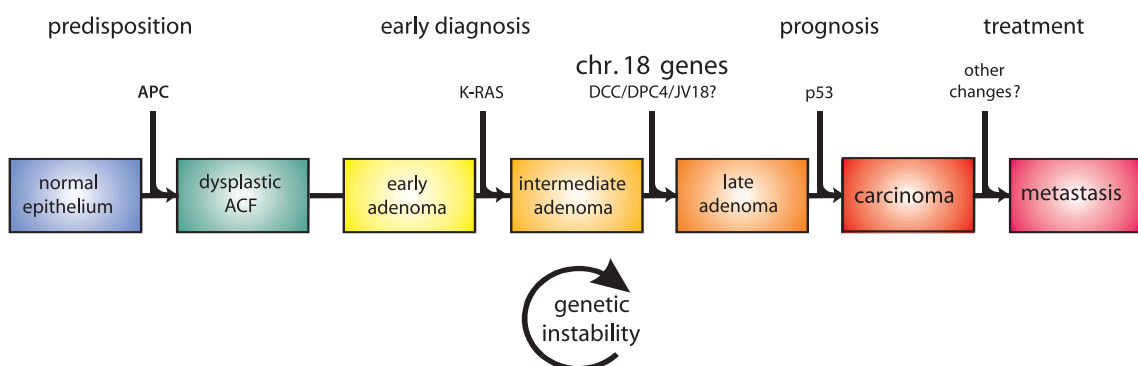 predisposition
early diagnosis
prognosis
treatment
chr. 18 genes
APC
K-RAS
DCC/DPC4/JV18?
p53
other
changes?
normal
epithelium
dysplastic
ACF
early
adenoma
intermediate
adenoma
late
adenoma
carcinoma
metastasis
genetic
instability